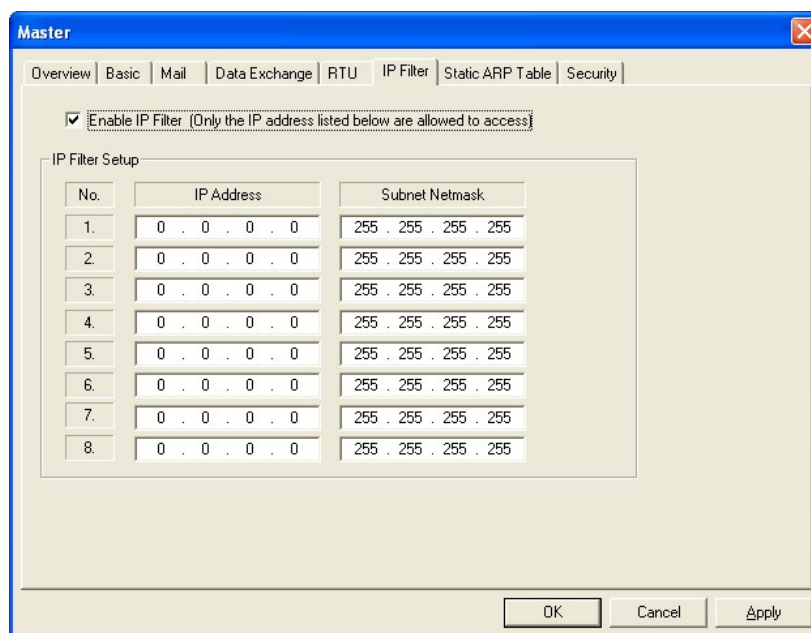 Master
Overview Basic Mail Data Exchange RTU IP Filter Static ARP Table Security
Enable IP Filter (Only the IP address listed below are allowed to access)
IP Filter Setup
No. IP Address Subnet Netmask
1. 0 . 0 . 0 . 0 255 . 255 . 255 . 255
2. 0 . 0 . 0 . 0 255 . 255 . 255 . 255
3. 0 . 0 . 0 . 0 255 . 255 . 255 . 255
4. 0 . 0 . 0 . 0 255 . 255 . 255 . 255
5. 0 . 0 . 0 . 0 255 . 255 . 255 . 255
6. 0 . 0 . 0 . 0 255 . 255 . 255 . 255
7. 0 . 0 . 0 . 0 255 . 255 . 255 . 255
8. 0 . 0 . 0 . 0 255 . 255 . 255 . 255
OK Cancel Apply